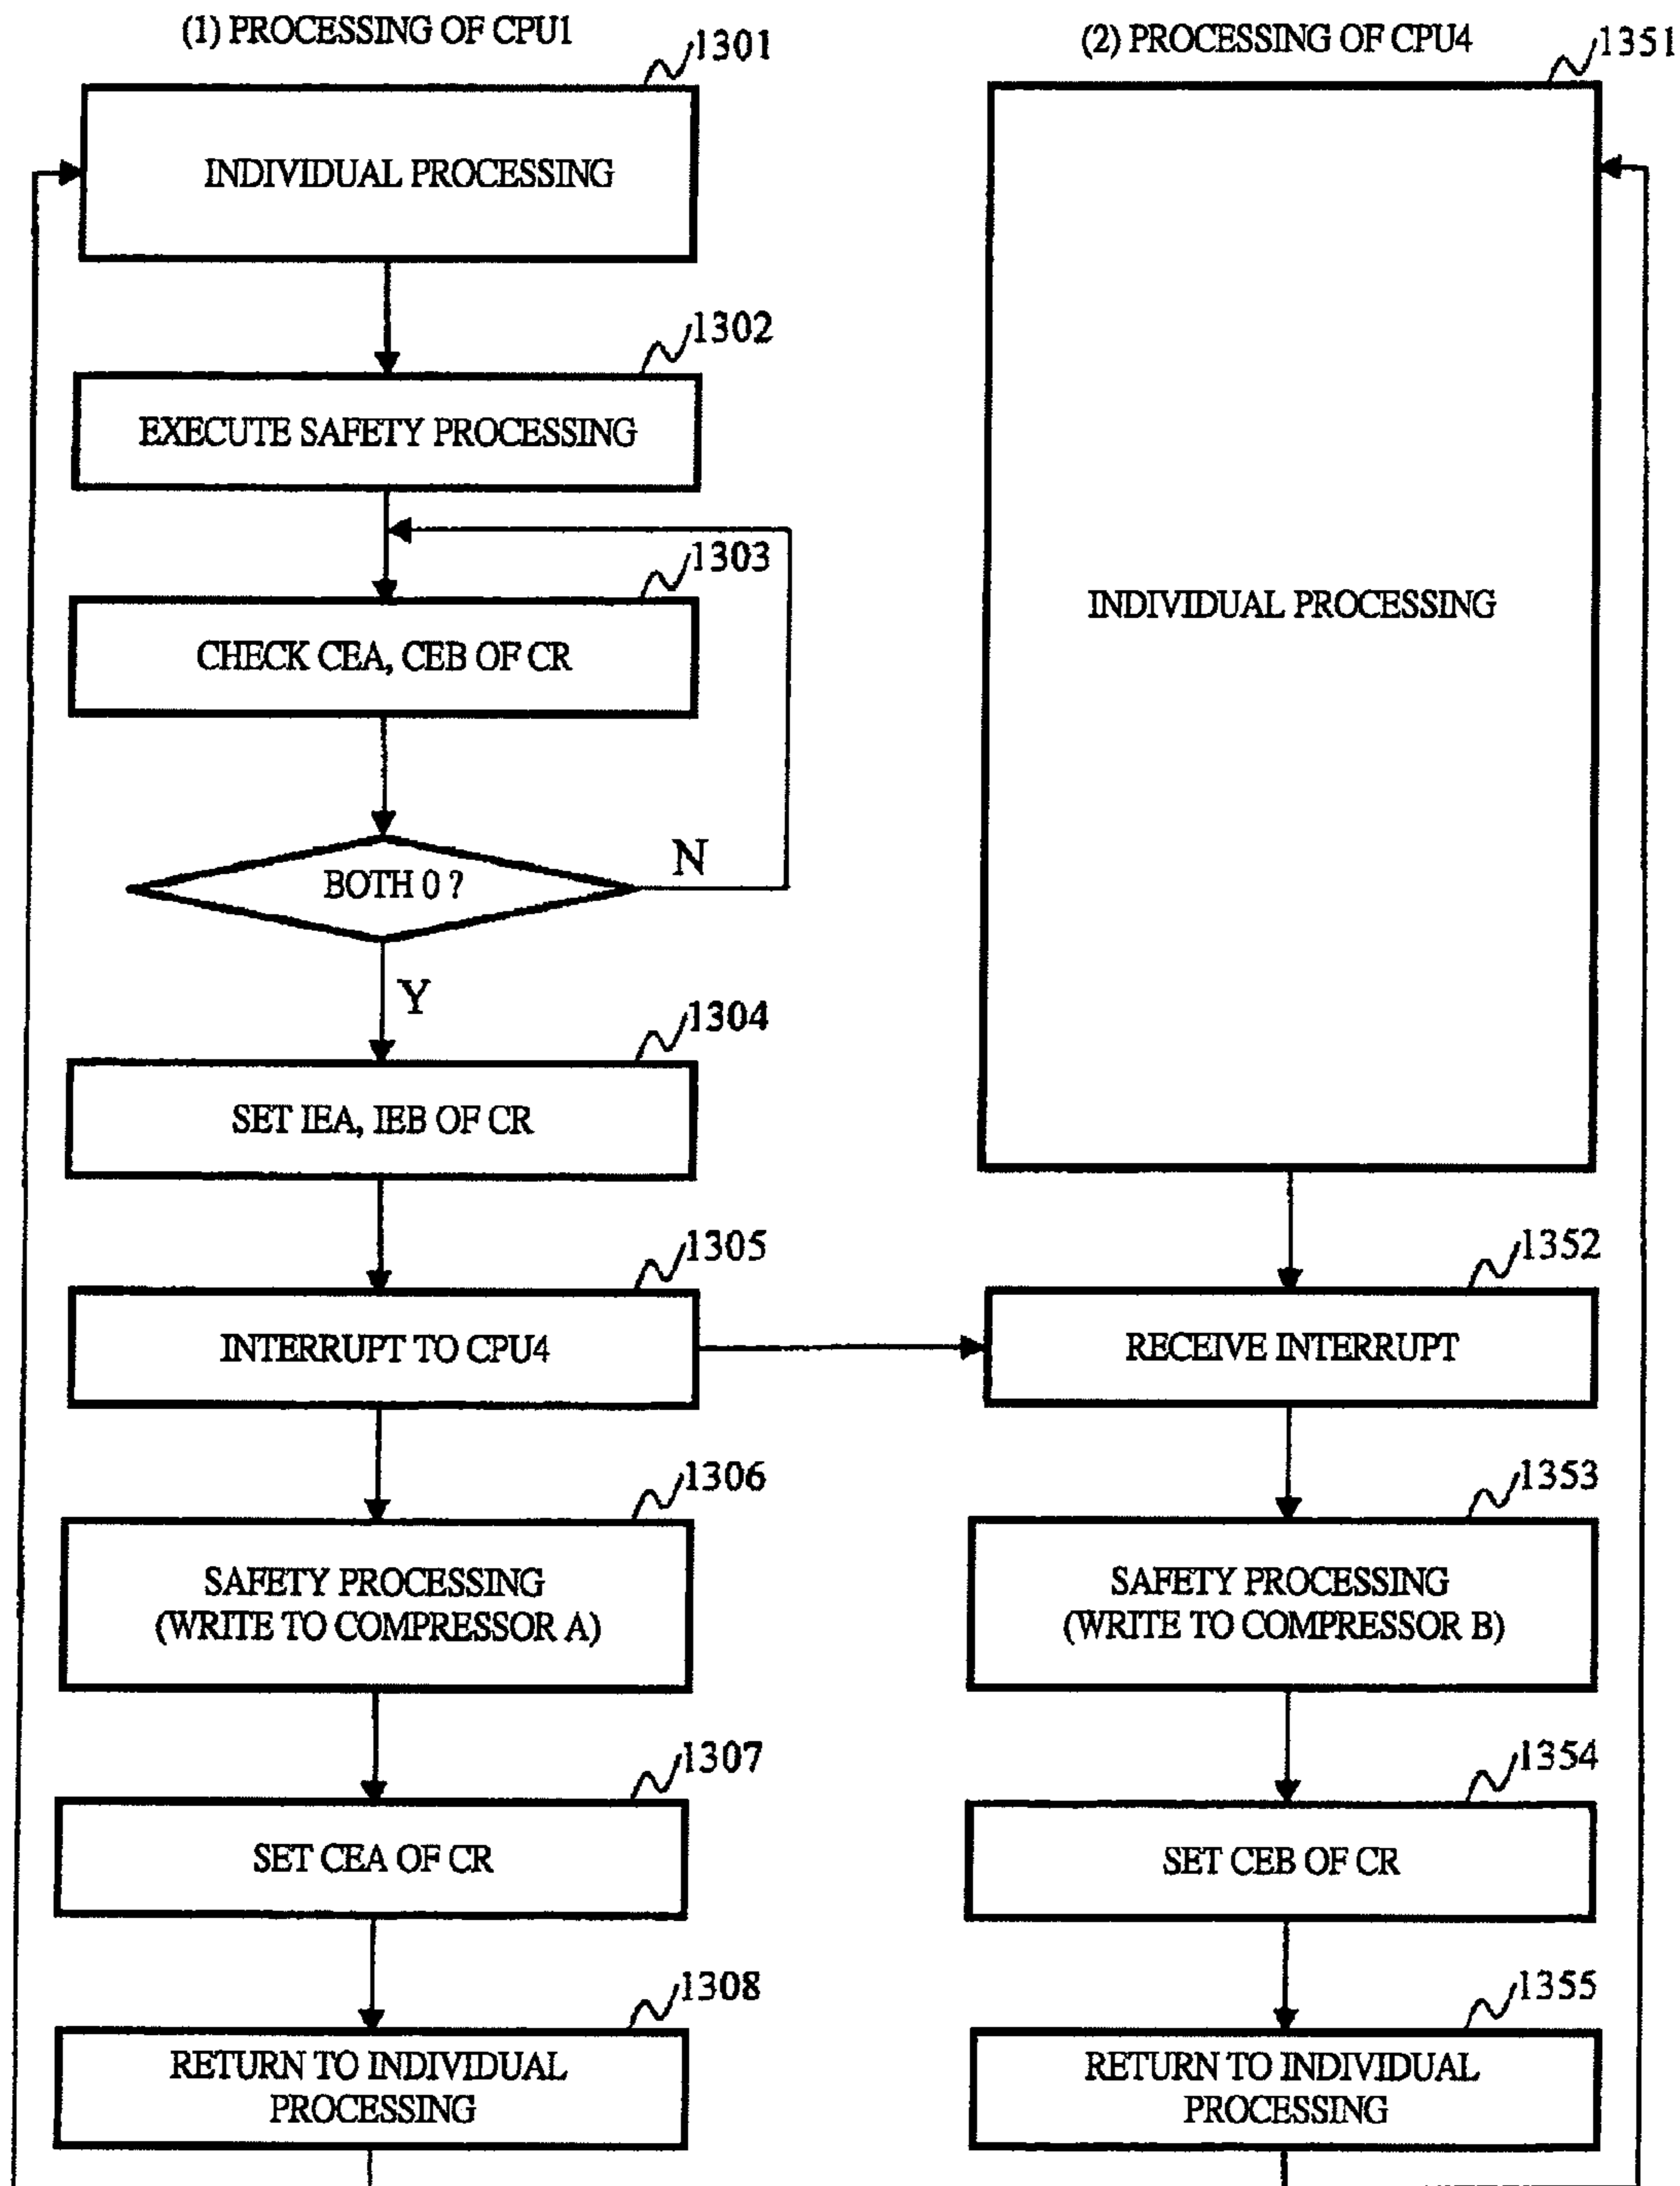 (1) PROCESSING OF CPU1
1301
INDIVIDUAL PROCESSING
1302
EXECUTE SAFETY PROCESSING
1303
CHECK CEA, CEB OF CR
BOTH 0 ?
N
Y
1304
SET IEA, IEB OF CR
1305
INTERRUPT TO CPU4
1306
SAFETY PROCESSING
(WRITE TO COMPRESSOR A)
1307
SET CEA OF CR
1308
RETURN TO INDIVIDUAL
PROCESSING
(2) PROCESSING OF CPU4
1351
INDIVIDUAL PROCESSING
1352
RECEIVE INTERRUPT
1353
SAFETY PROCESSING
(WRITE TO COMPRESSOR B)
1354
SET CEB OF CR
1355
RETURN TO INDIVIDUAL
PROCESSING